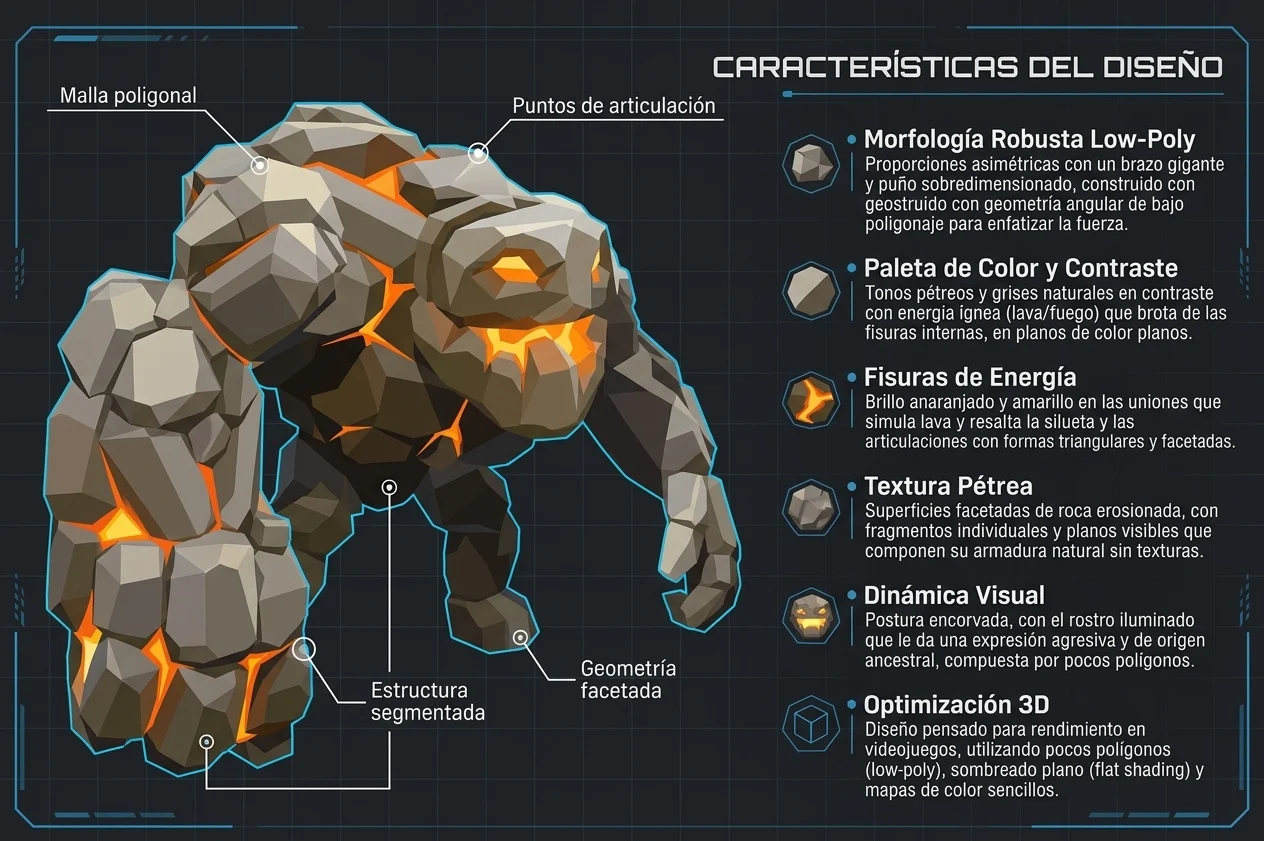 CARACTERÍSTICAS DEL DISEÑO
Malla poligonal
Puntos de articulación
Estructura
segmentada
Geometría
facetada
Morfología Robusta Low-Poly
Proporciones asimétricas con un brazo gigante
y puño sobredimensionado, construido con
geostruido con geometría angular de bajo
poligonaje para enfatizar la fuerza.
Paleta de Color y Contraste
Tonos pétreos y grises naturales en contraste
con energia ígnea (lava/fuego) que brota de las
fisuras internas, en planos de color planos.
Fisuras de Energía
Brillo anaranjado y amarillo en las uniones que
simula lava y resalta la silueta y las
articulaciones con formas triangulares y facetadas.
Textura Pétrea
Superficies facetadas de roca erosionada, con
fragmentos individuales y planos visibles que
componen su armadura natural sin texturas.
Dinámica Visual
Postura encorvada, con el rostro iluminado
que le da una expresión agresiva y de origen
ancestral, compuesta por pocos polígonos.
Optimización 3D
Diseño pensado para rendimiento en
videojuegos, utilizando pocos polígonos
(low-poly), sombreado plano (flat shading) y
mapas de color sencillos.